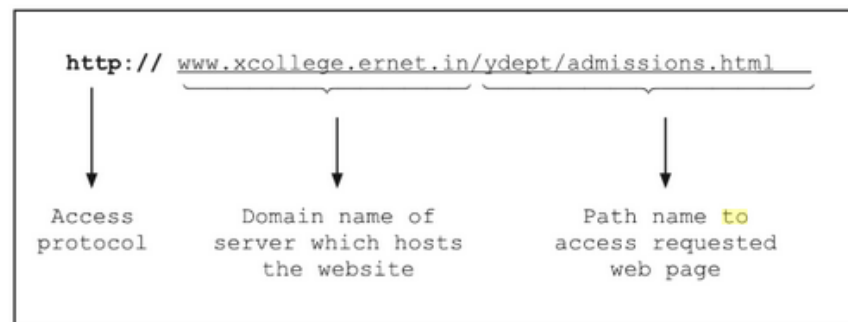 http:// www.xcollege.ernet.in/ydept/admissions.html
Access
protocol
Domain name of
server which hosts
the website
Path name to
access requested
web page